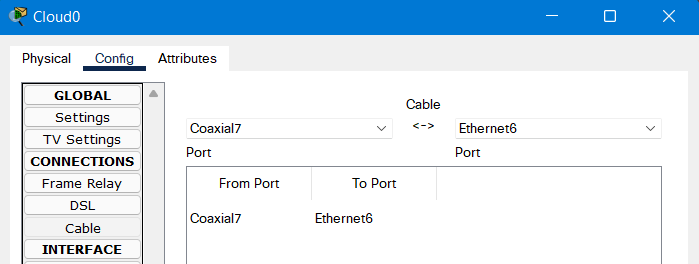 Cloud0
Physical Config Attributes
GLOBAL
Settings
TV Settings
CONNECTIONS
Frame Relay
DSL
Cable
INTERFACE
Cable
Coaxial7 <-> Ethernet6
Port Port
From Port To Port
Coaxial7 Ethernet6